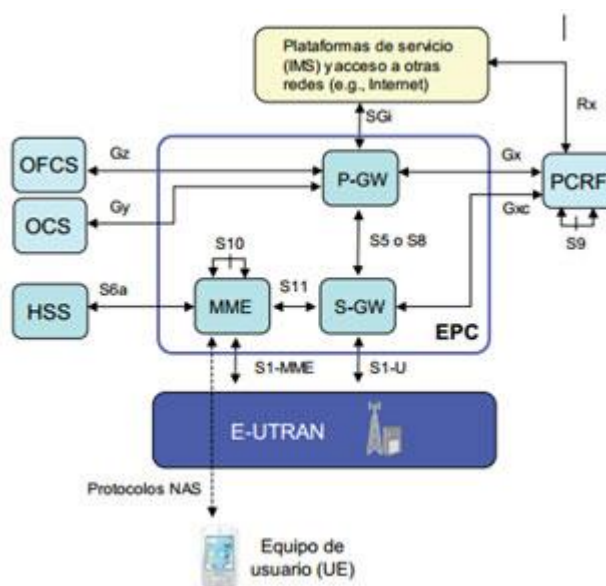 Plataformas de servicio
(IMS) y acceso a otras
redes (e.g., Internet)
Rx
SGi
OFCS
Gz
P-GW
Gx
PCRF
OCS
Gy
Gxc
S9
S10
S5 o S8
HSS
S6a
MME
S11
S-GW
EPC
S1-MME
S1-U
E-UTRAN
Protocolos NAS
Equipo de
usuario (UE)